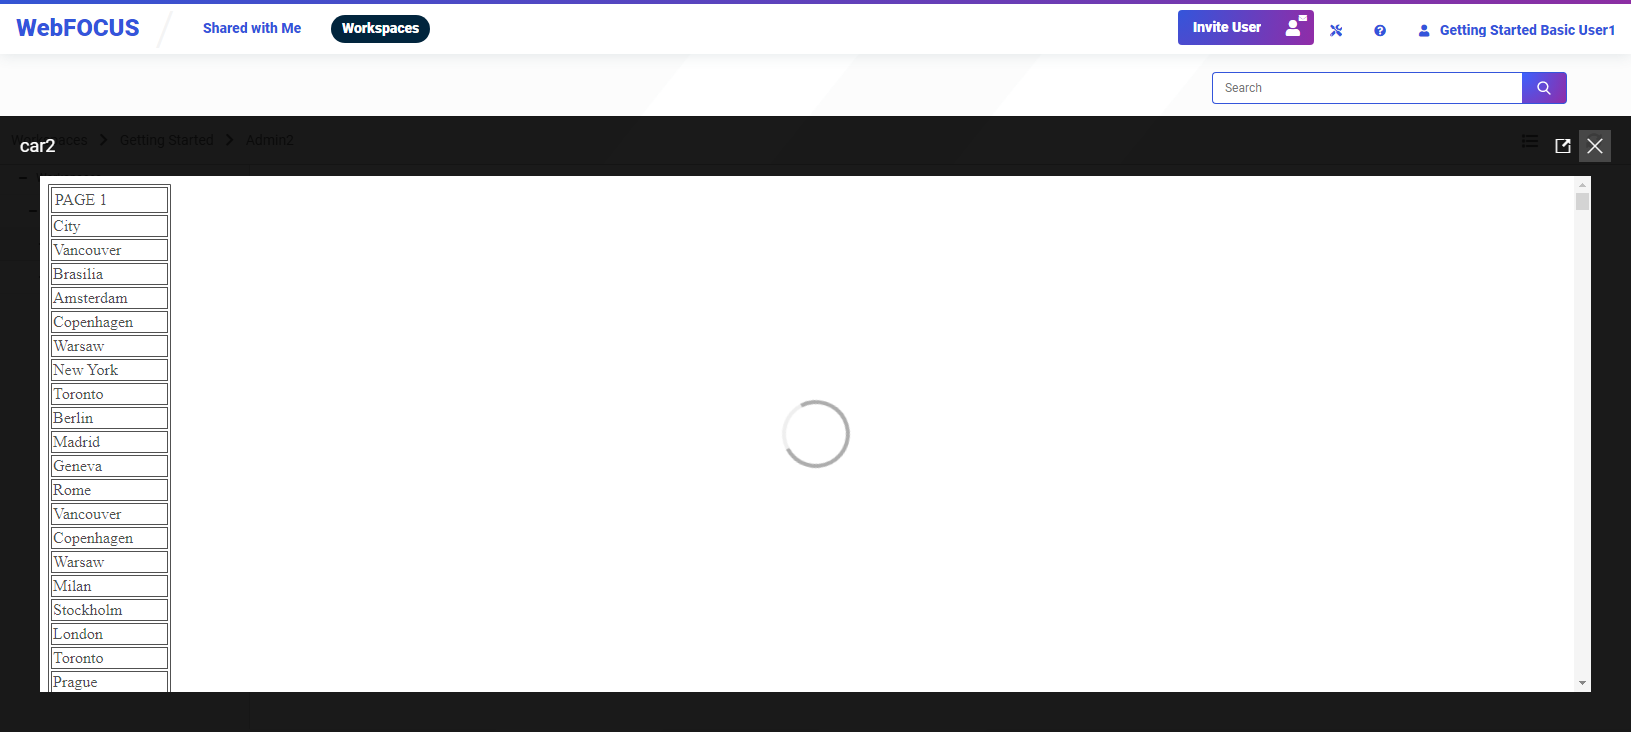 WebFOCUS
Shared with Me
Workspaces
Invite User
Getting Started Basic User1
Search
Workspaces
Getting Started
Admin2
car2
PAGE 1
City
Vancouver
Brasilia
Amsterdam
Copenhagen
Warsaw
New York
Toronto
Berlin
Madrid
Geneva
Rome
Vancouver
Copenhagen
Warsaw
Milan
Stockholm
London
Toronto
Prague